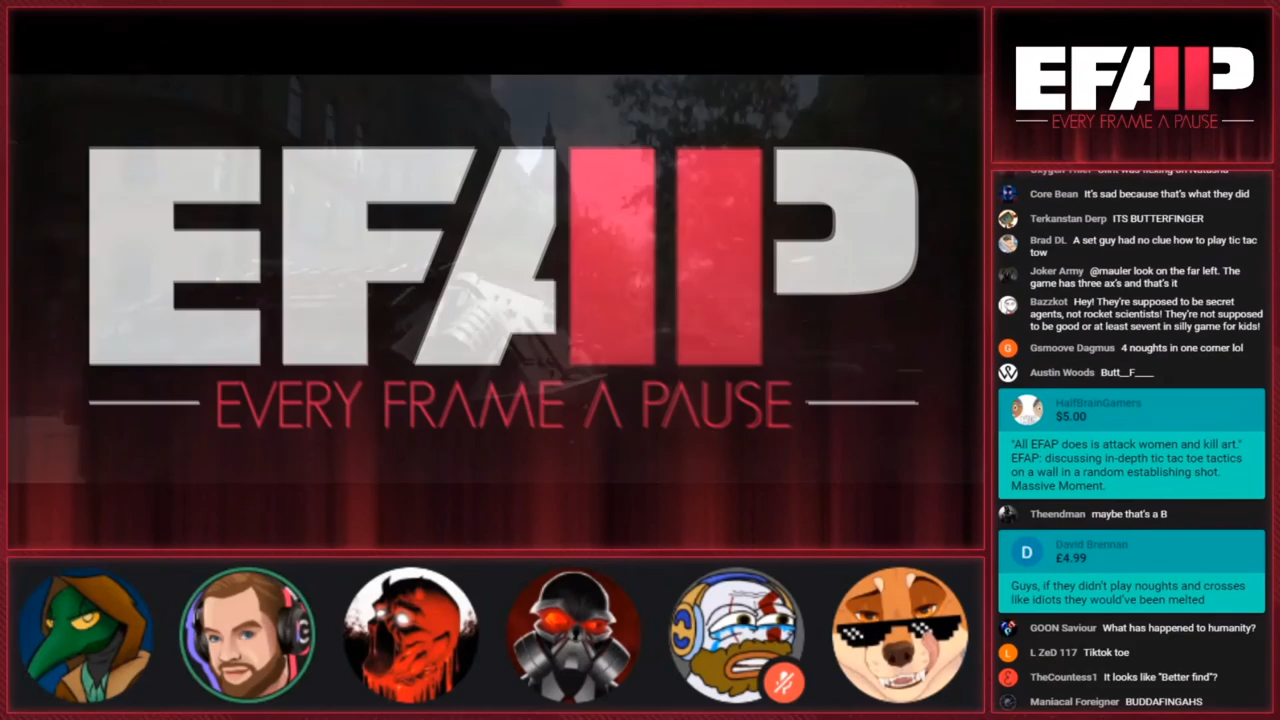 EFAP
EVERY FRAME A PAUSE
EFAP
EVERY FRAME A PAUSE
Core Bean It's sad because that's what they did
Terkanstan Derp ITS BUTTERFINGER
Brad DL A set guy had no clue how to play tic tac
tow
Joker Army @mauler look on the far left. The
game has three ax's and that's it
Bazzkot Hey! They're supposed to be secret
agents, not rocket scientists! They're not supposed
to be good or at least sevent in silly game for kids!
Gsmoove Dagmus 4 noughts in one corner lol
Austin Woods Butt__F____
HalfBrainGamers
$5.00
"All EFAP does is attack women and kill art."
EFAP: discussing in-depth tic tac toe tactics
on a wall in a random establishing shot.
Massive Moment.
Theendman maybe that's a B
D
David Brennan
£4.99
Guys, if they didn't play noughts and crosses
like idiots they would've been melted
GOON Saviour What has happened to humanity?
L L ZeD 117 Tiktok toe
TheCountess1 It looks like "Better find"?
Maniacal Foreigner BUDDAFINGAHS